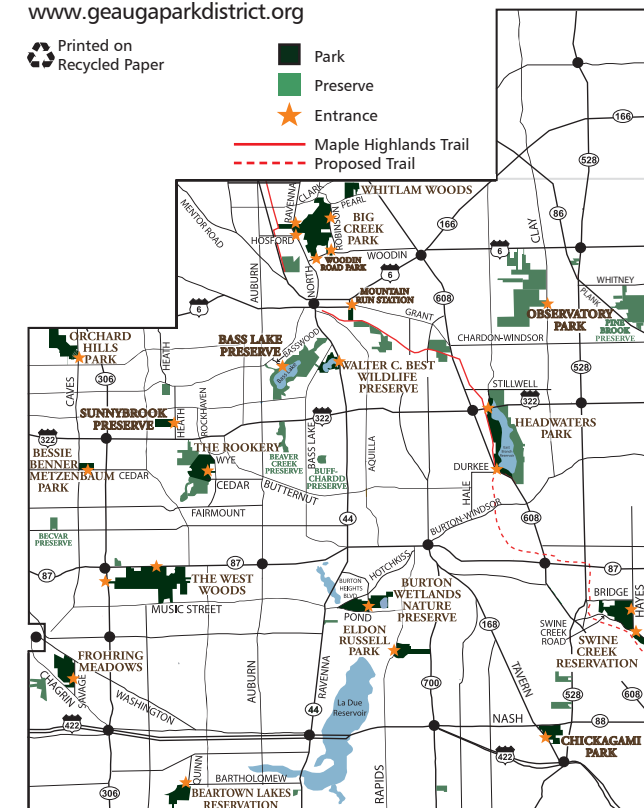 www.geaugaparkdistrict.org
Printed on
Recycled Paper
Park
Preserve
Entrance
Maple Highlands Trail
Proposed Trail
166
528
86
CLAY
6
WHITNEY
PLANK
OBSERVATORY
PARK
PINE
BROOK
PRESERVE
CHARDON-WINDSOR
528
MENTOR ROAD
RAVENNA
CLARK
PEARL
WHITLAM WOODS
BIG
CREEK
PARK
ROBINSON
HOSFORD
WOODIN
ROAD PARK
WOODIN
166
6
AUBURN
NORTH
MOUNTAIN
RUN STATION
608
GRANT
6
ORCHARD
HILLS
PARK
HEATH
CAVES
306
BASS LAKE
PRESERVE
BASSWOOD
Bass Lake
WALTER C. BEST
WILDLIFE
PRESERVE
STILLWELL
322
HEADWATERS
PARK
SUNNYBROOK
PRESERVE
HEATH
ROCKHAVEN
322
322
BESSIE
BENNER
METZENBAUM
PARK
CEDAR
THE ROOKERY
WYE
CEDAR
BEAVER
CREEK
PRESERVE
BASS LAKE
BUFF-
CHARDD
PRESERVE
AQUILLA
DURKEE
HALE
BUTTERNUT
FAIRMOUNT
BECVAR
PRESERVE
44
BURTON-WINDSOR
608
87
87
87
THE WEST
WOODS
MUSIC STREET
BURTON
HEIGHTS
BLVD
HOTCHKISS
BURTON
WETLANDS
NATURE
PRESERVE
POND
ELDON
RUSSELL
PARK
168
BRIDGE
HAYES
SWINE
CREEK
ROAD
SWINE
CREEK
RESERVATION
FROHRING
MEADOWS
CHAGRIN
SAVAGE
WASHINGTON
AUBURN
RAVENNA
La Due
Reservoir
700
TAVERN
528
608
422
44
NASH
88
422
CHICKAGAMI
PARK
QUINN
BARTHOLOMEW
BEARTOWN LAKES
RESERVATION
306
RAPIDS